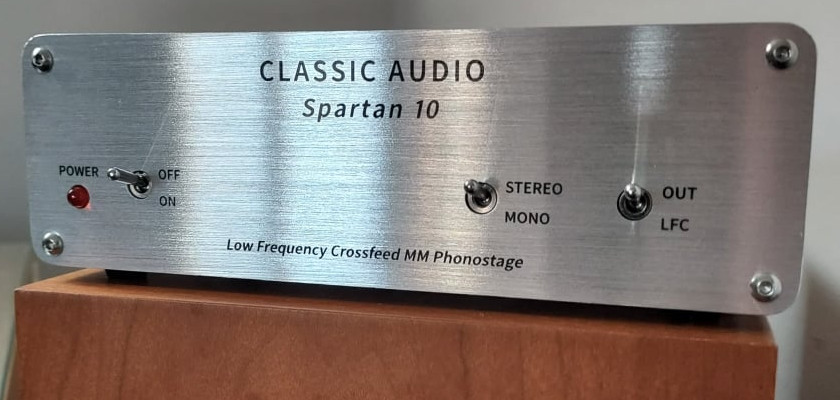 CLASSIC AUDIO
Spartan 10
POWER
OFF
ON
STEREO
MONO
OUT
LFC
Low Frequency Crossfeed MM Phonostage